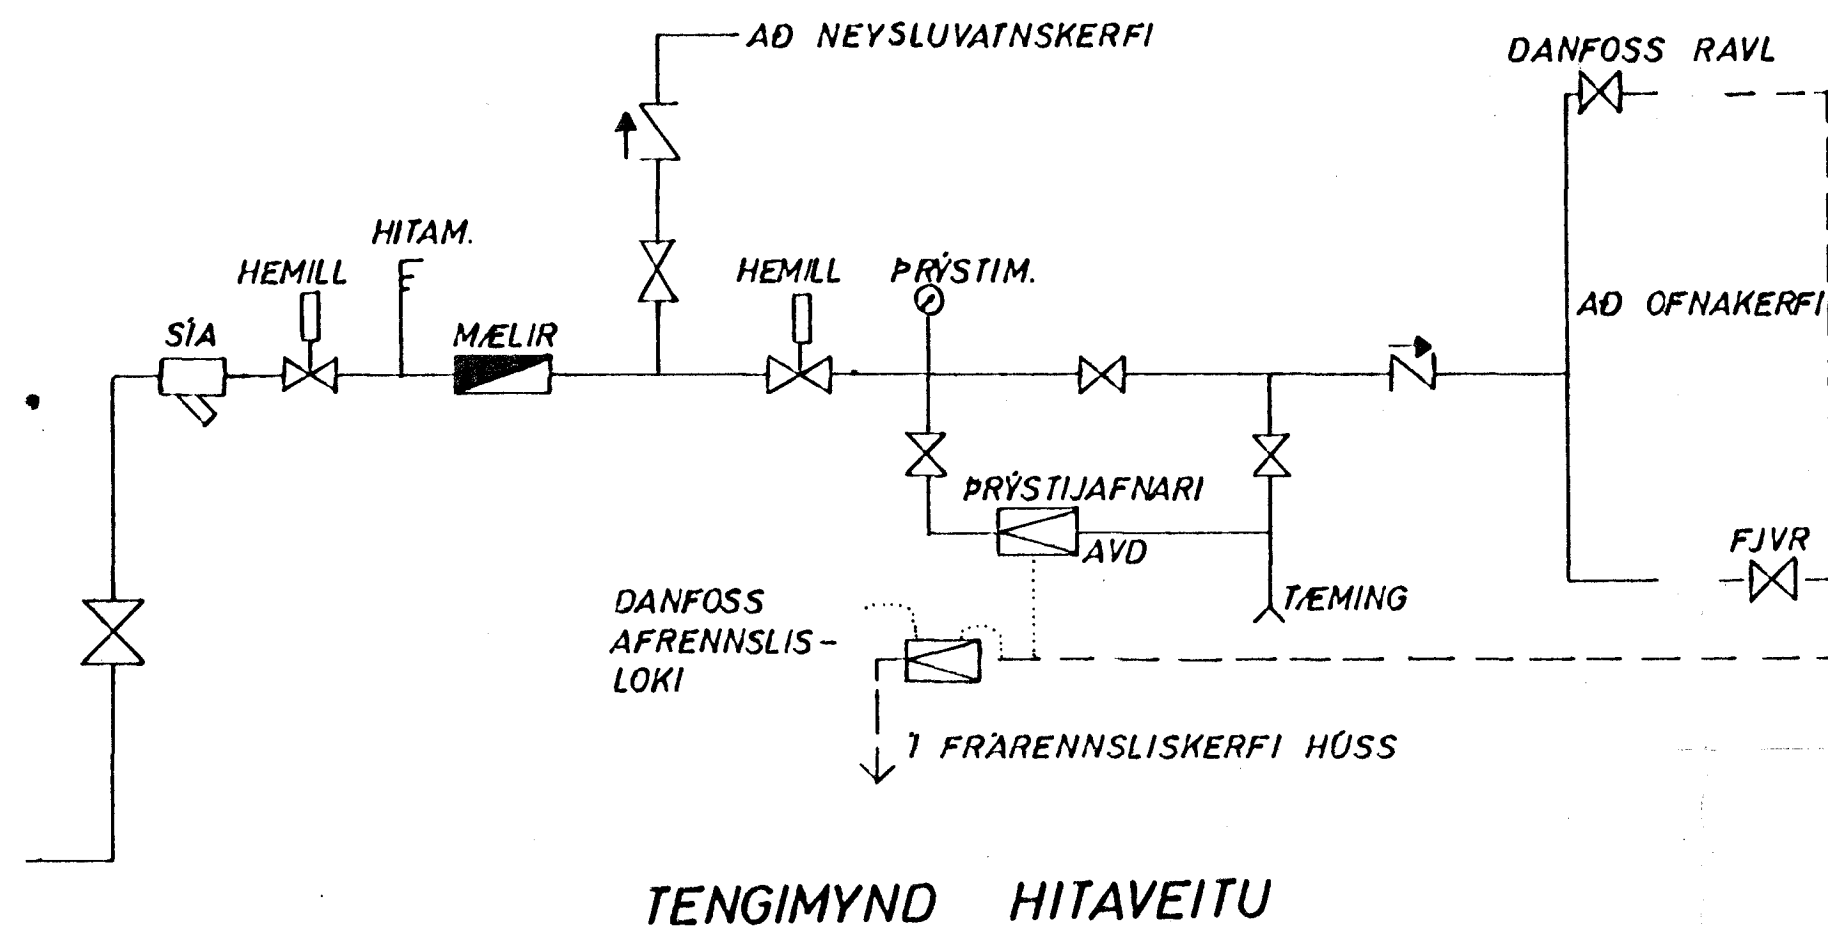 AÐ NEYSLUVATNSKERFI
DANFOSS RAVL
HITAM.
HEMILL
HEMILL
ÞRÝSTIM.
AÐ OFNAKERFI
SÍA
MÆLIR
ÞRÝSTIJAFNARI
AVD
FJVR
TÆMING
DANFOSS
AFRENNSLIS-
LOKI
Í FRÁRENNSLISKERFI HÚSS
TENGIMYND HITAVEITU